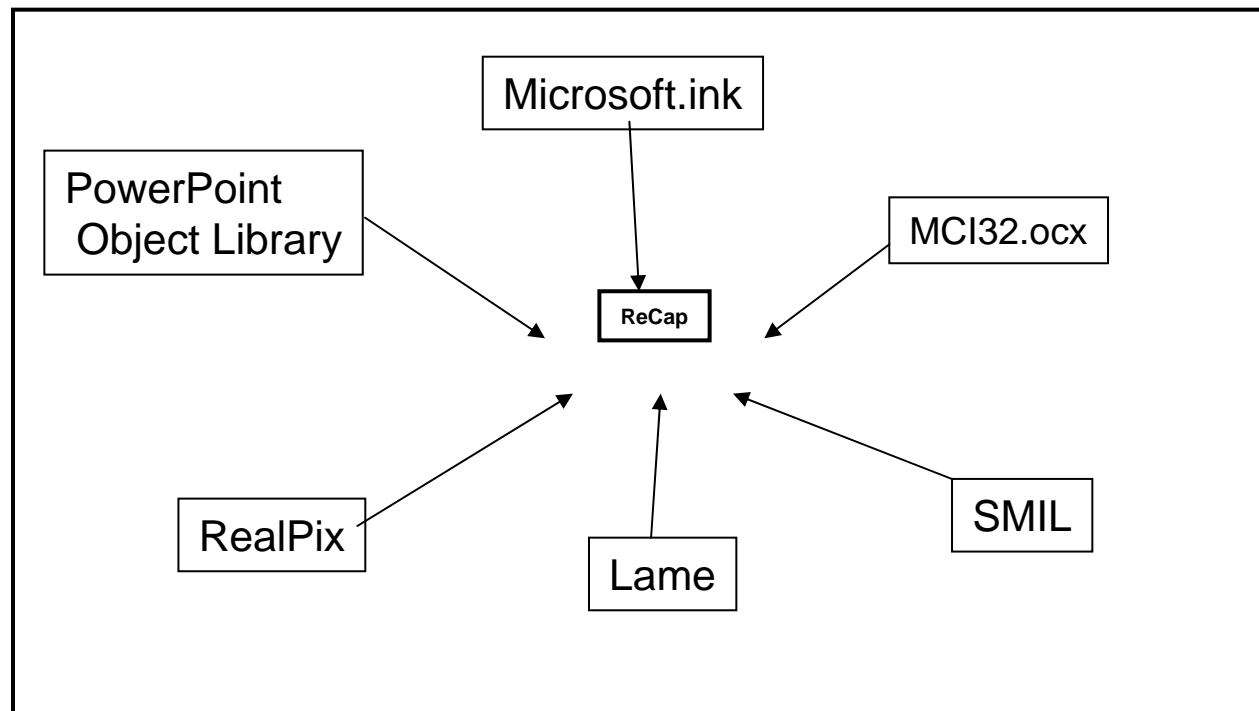 Microsoft.ink
PowerPoint
Object Library
MCI32.ocx
ReCap
RealPix
SMIL
Lame